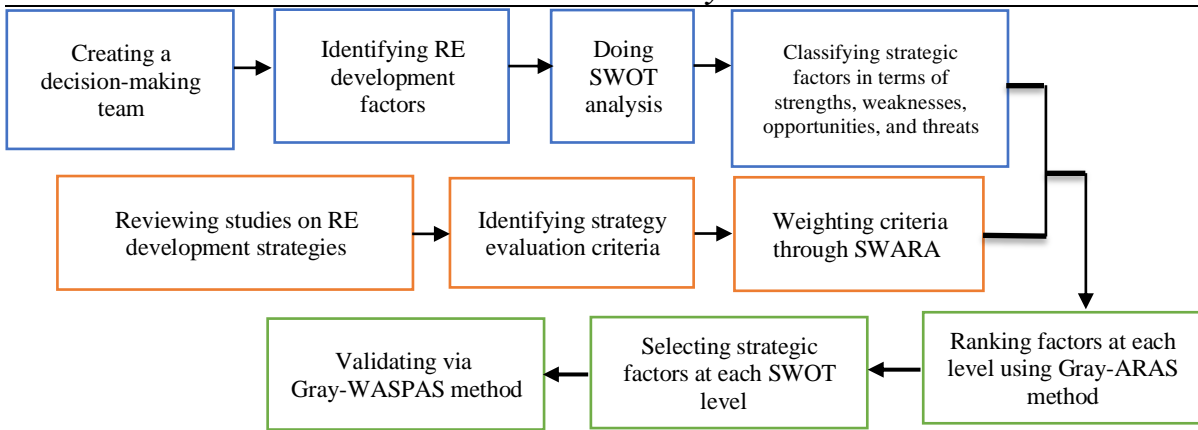 Creating a
decision-making
team
Identifying RE
development
factors
Doing
SWOT
analysis
Classifying strategic
factors in terms of
strengths, weaknesses,
opportunities, and threats
Reviewing studies on RE
development strategies
Identifying strategy
evaluation criteria
Weighting criteria
through SWARA
Ranking factors at each
level using Gray-ARAS
method
Selecting strategic
factors at each SWOT
level
Validating via
Gray-WASPAS method